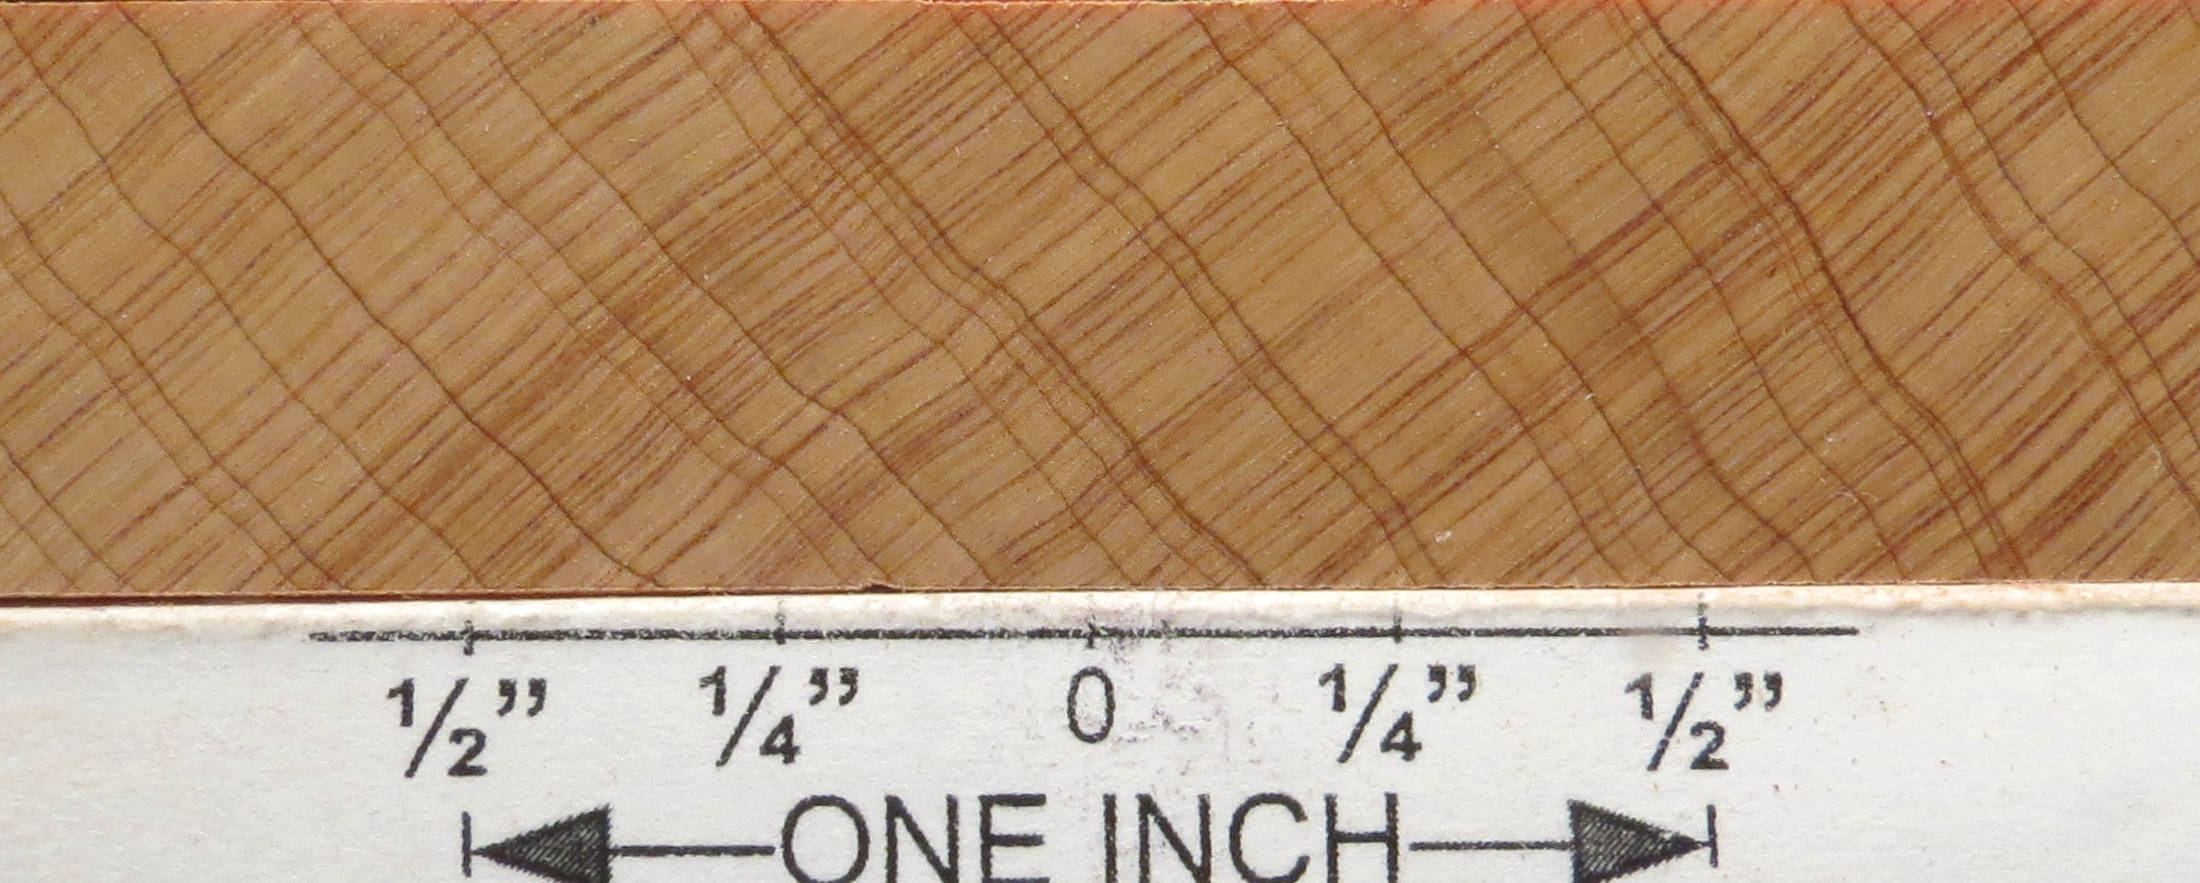 1/2” 1/4” 0 1/4” 1/2”
ONE INCH